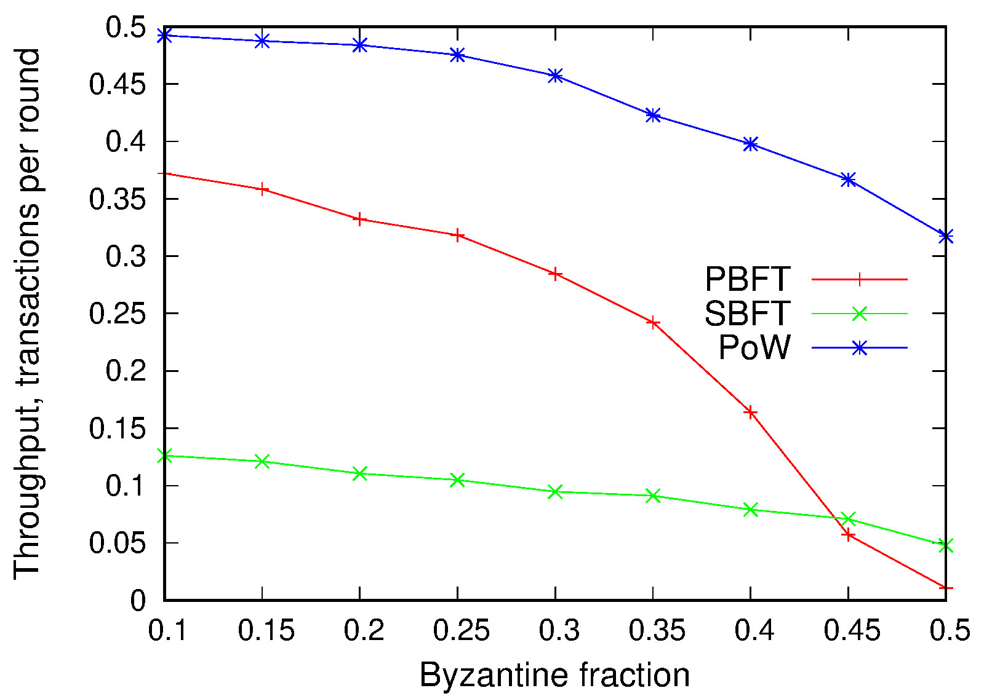 Throughput, transactions per round
0.5
0.45
0.4
0.35
0.3
0.25
0.2
0.15
0.1
0.05
0
PBFT
SBFT
PoW
0.1 0.15 0.2 0.25 0.3 0.35 0.4 0.45 0.5
Byzantine fraction